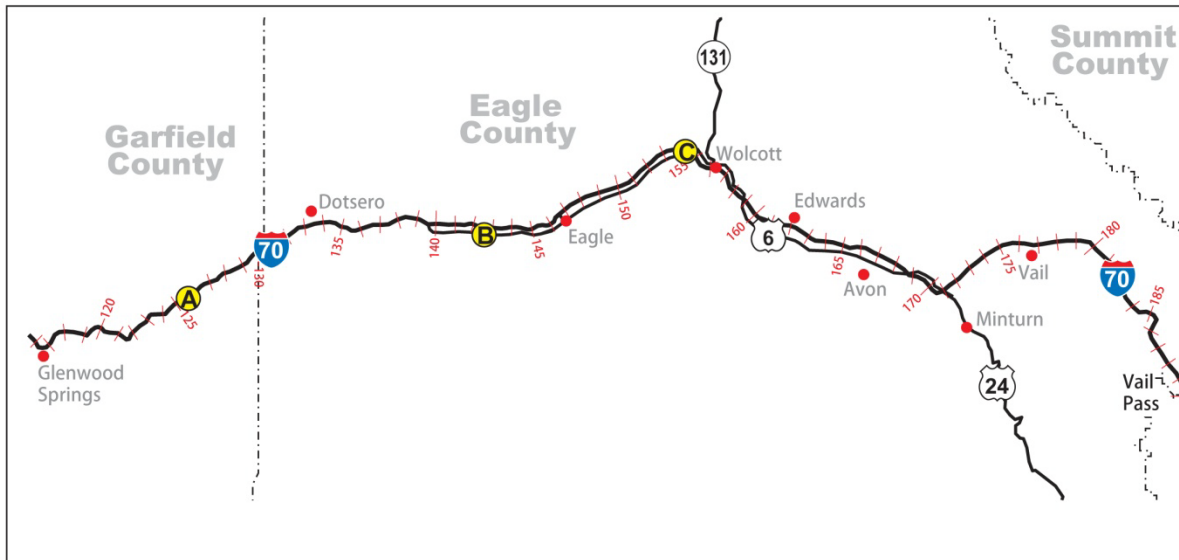 Garfield
County
Eagle
County
Summit
County
131
C
Wolcott
155
Dotsero
150
Edwards
160
6
135
140
B
145
Eagle
165
Avon
70
130
A
125
120
Glenwood
Springs
170
175
Vail
180
70
185
Minturn
24
Vail
Pass